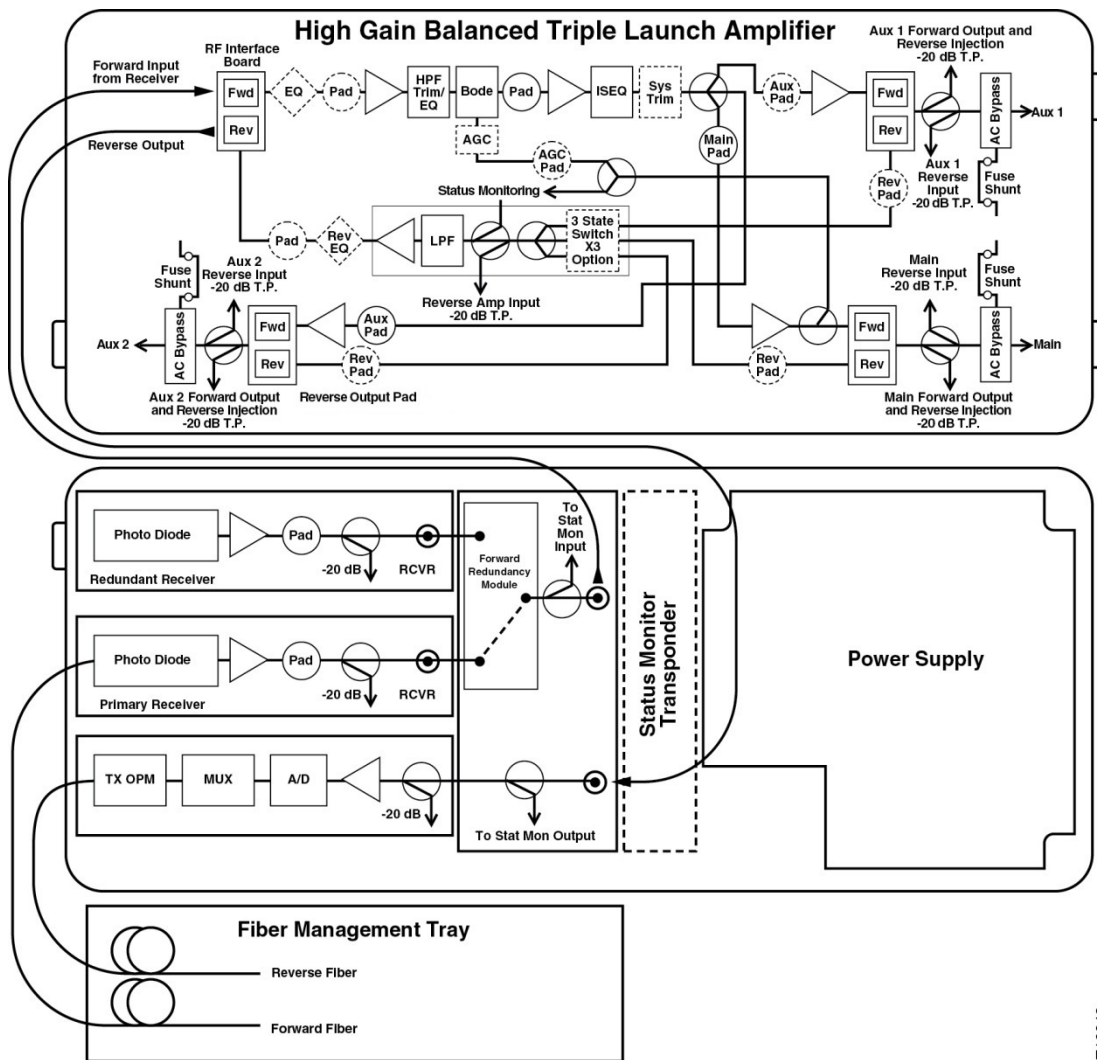 High Gain Balanced Triple Launch Amplifier
Forward Input
from Receiver
Reverse Output
RF Interface
Board
Fwd
Rev
EQ
Pad
HPF
Trim/
EQ
Bode
Pad
ISEQ
Sys
Trim
AGC
AGC
Pad
Main
Pad
Aux
Pad
Fwd
Rev
Aux 1 Forward Output and
Reverse Injection
-20 dB T.P.
AC Bypass
Aux 1
Aux 1
Reverse
Input
-20 dB T.P.
Fuse
Shunt
Rev
Pad
Status Monitoring
Pad
Rev
EQ
LPF
3 State
Switch
X3
Option
Reverse Amp Input
-20 dB T.P.
Fuse
Shunt
Aux 2
Reverse Input
-20 dB T.P.
Aux 2
AC Bypass
Fwd
Rev
Aux
Pad
Rev
Pad
Reverse Output Pad
Aux 2 Forward Output
and Reverse Injection
-20 dB T.P.
Rev
Pad
Fwd
Rev
Main
Reverse Input
-20 dB T.P.
Fuse
Shunt
AC Bypass
Main
Main Forward Output
and Reverse Injection
-20 dB T.P.
Photo Diode
Pad
-20 dB
RCVR
Redundant Receiver
Photo Diode
Pad
-20 dB
RCVR
Primary Receiver
TX OPM
MUX
A/D
-20 dB
Forward
Redundancy
Module
To
Stat
Mon
Input
To Stat Mon Output
Status Monitor
Transponder
Power Supply
Fiber Management Tray
Reverse Fiber
Forward Fiber